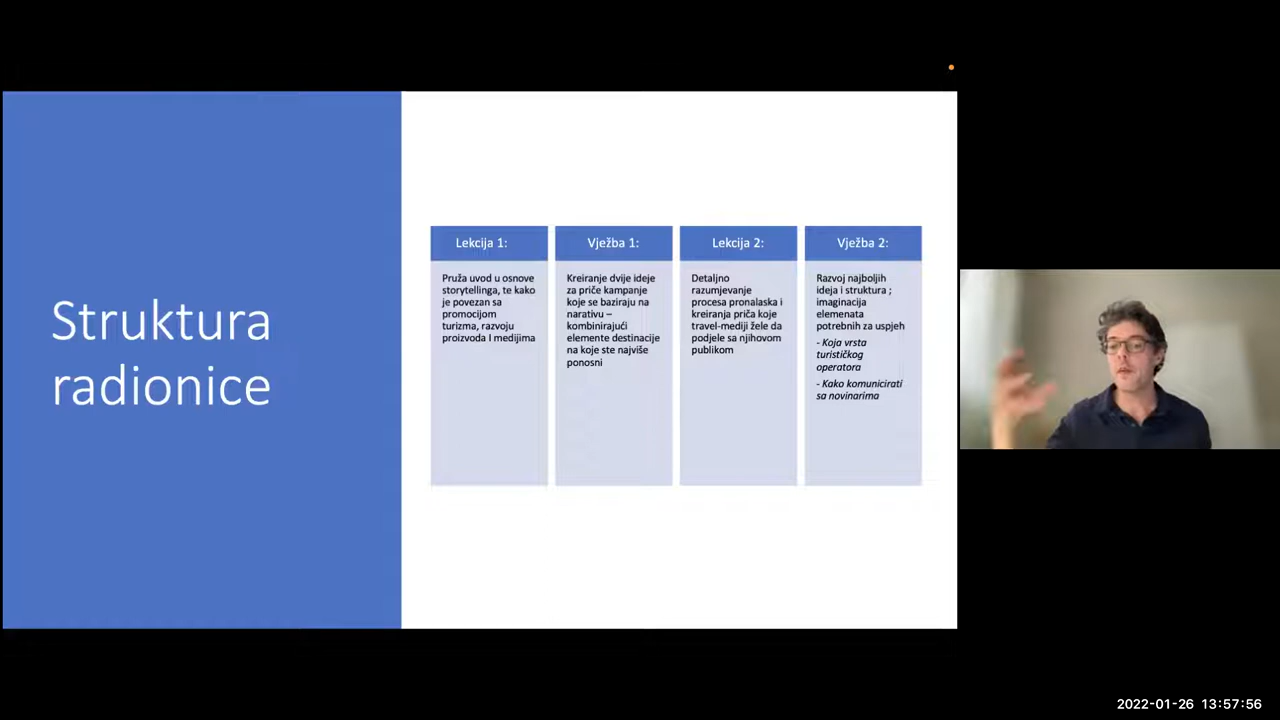 Struktura
radionice
Lekcija 1:
Pruža uvod u osnove
storytellinga, te kako
je povezan sa
promocijom
turizma, razvoju
proizvoda I medijima
Vježba 1:
Kreiranje dvije ideje
za priče kampanje
koje se baziraju na
narativu –
kombinirajući
elemente destinacije
na koje ste najviše
ponosni
Lekcija 2:
Detaljno
razumjevanje
procesa pronalaska i
kreiranja priča koje
travel-mediji žele da
podjele sa njihovom
publikom
Vježba 2:
Razvoj najboljih
ideja i struktura ;
imaginacija
elemenata
potrebnih za uspjeh
- Koja vrsta
turističkog
operatora
- Kako komunicirati
sa novinarima
2022-01-26 13:57:56